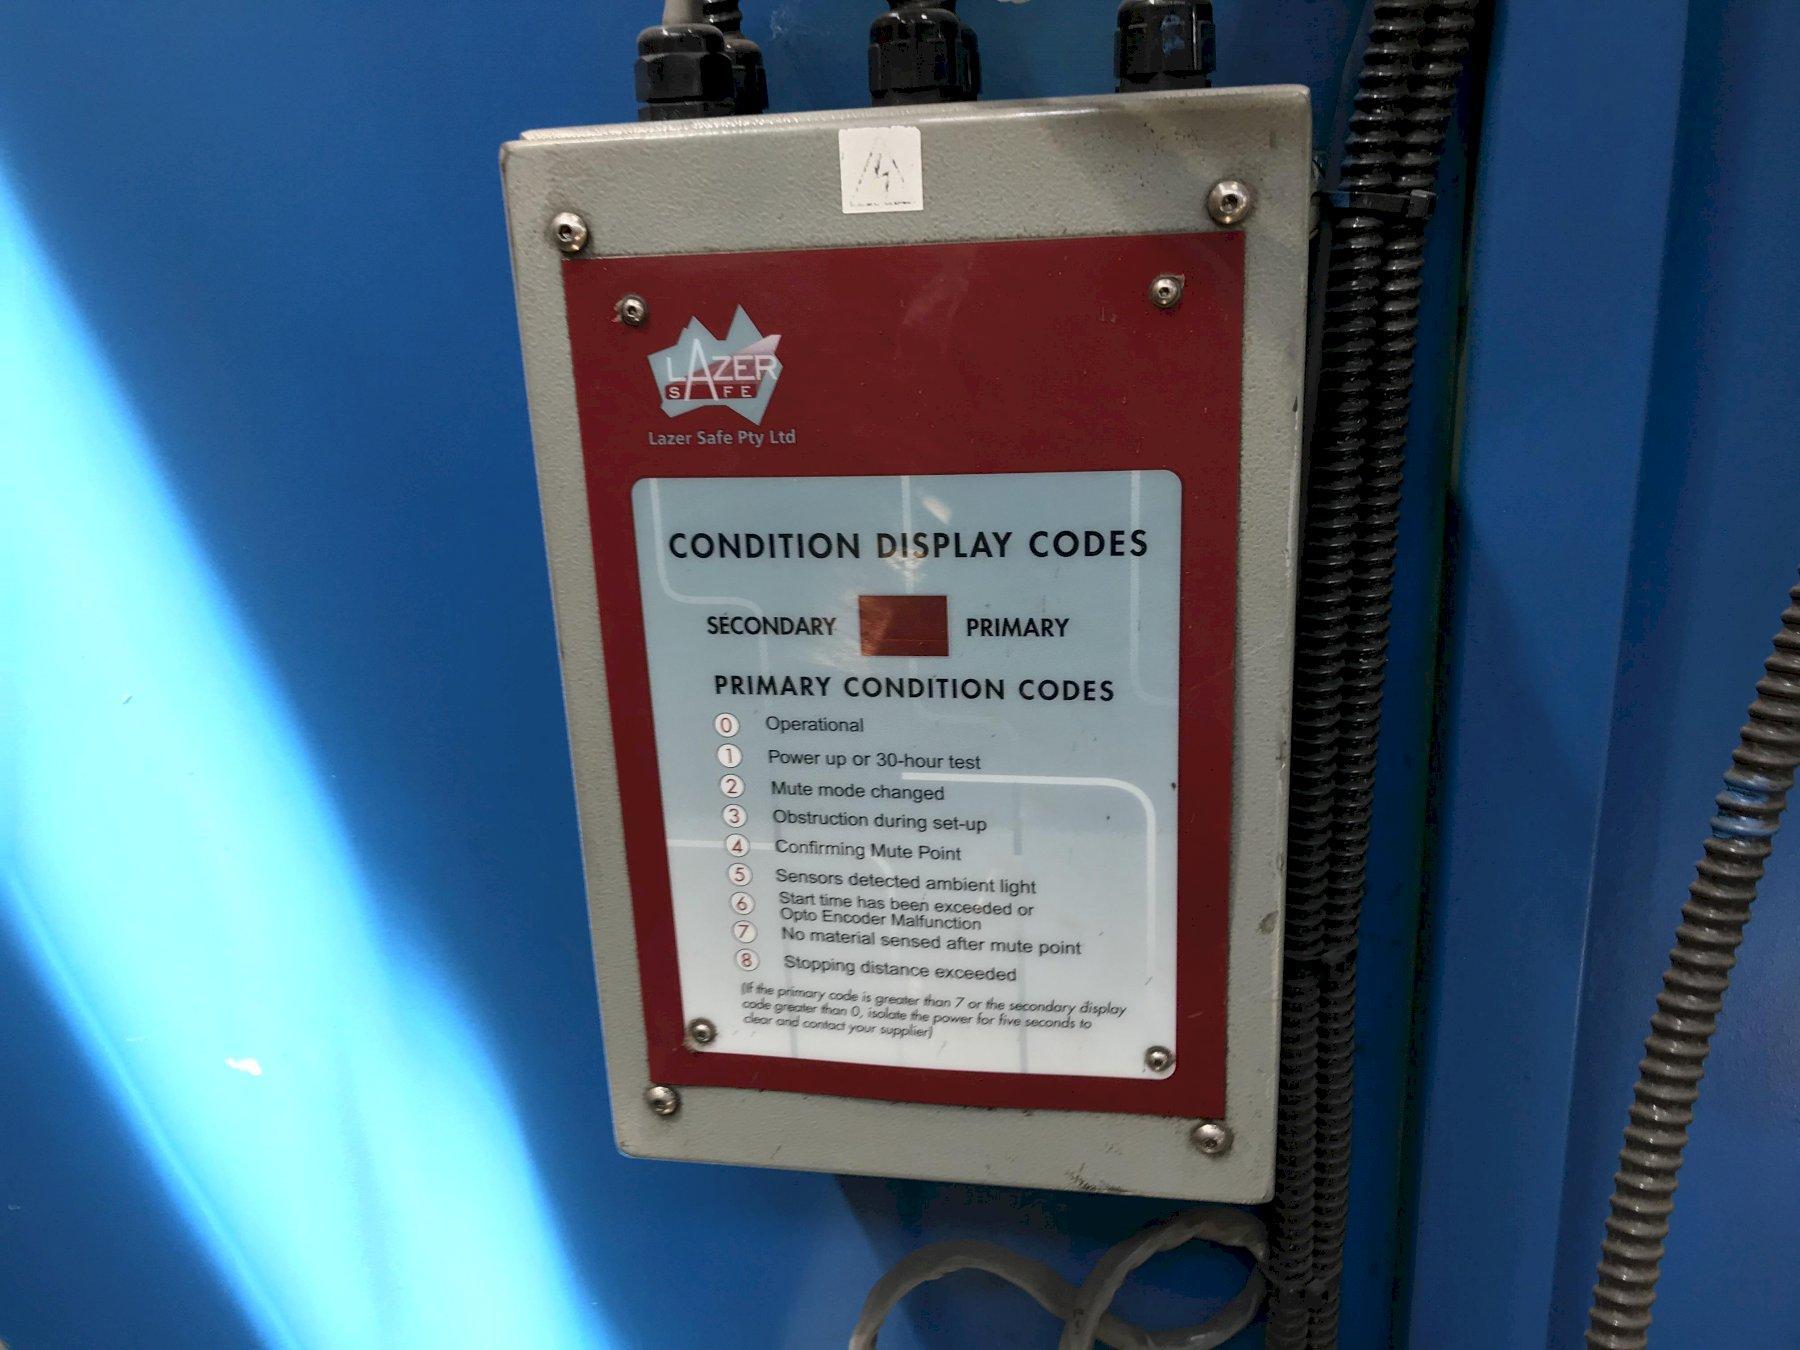 LAZER
SAFE
Lazer Safe Pty Ltd
CONDITION DISPLAY CODES
SECONDARY PRIMARY
PRIMARY CONDITION CODES
0 Operational
1 Power up or 30-hour test
2 Mute mode changed
3 Obstruction during set-up
4 Confirming Mute Point
5 Sensors detected ambient light
6 Start time has been exceeded or
Opto Encoder Malfunction
7 No material sensed after mute point
8 Stopping distance exceeded
(If the primary code is greater than 7 or the secondary display
code greater than 0, isolate the power for five seconds to
clear and contact your supplier)